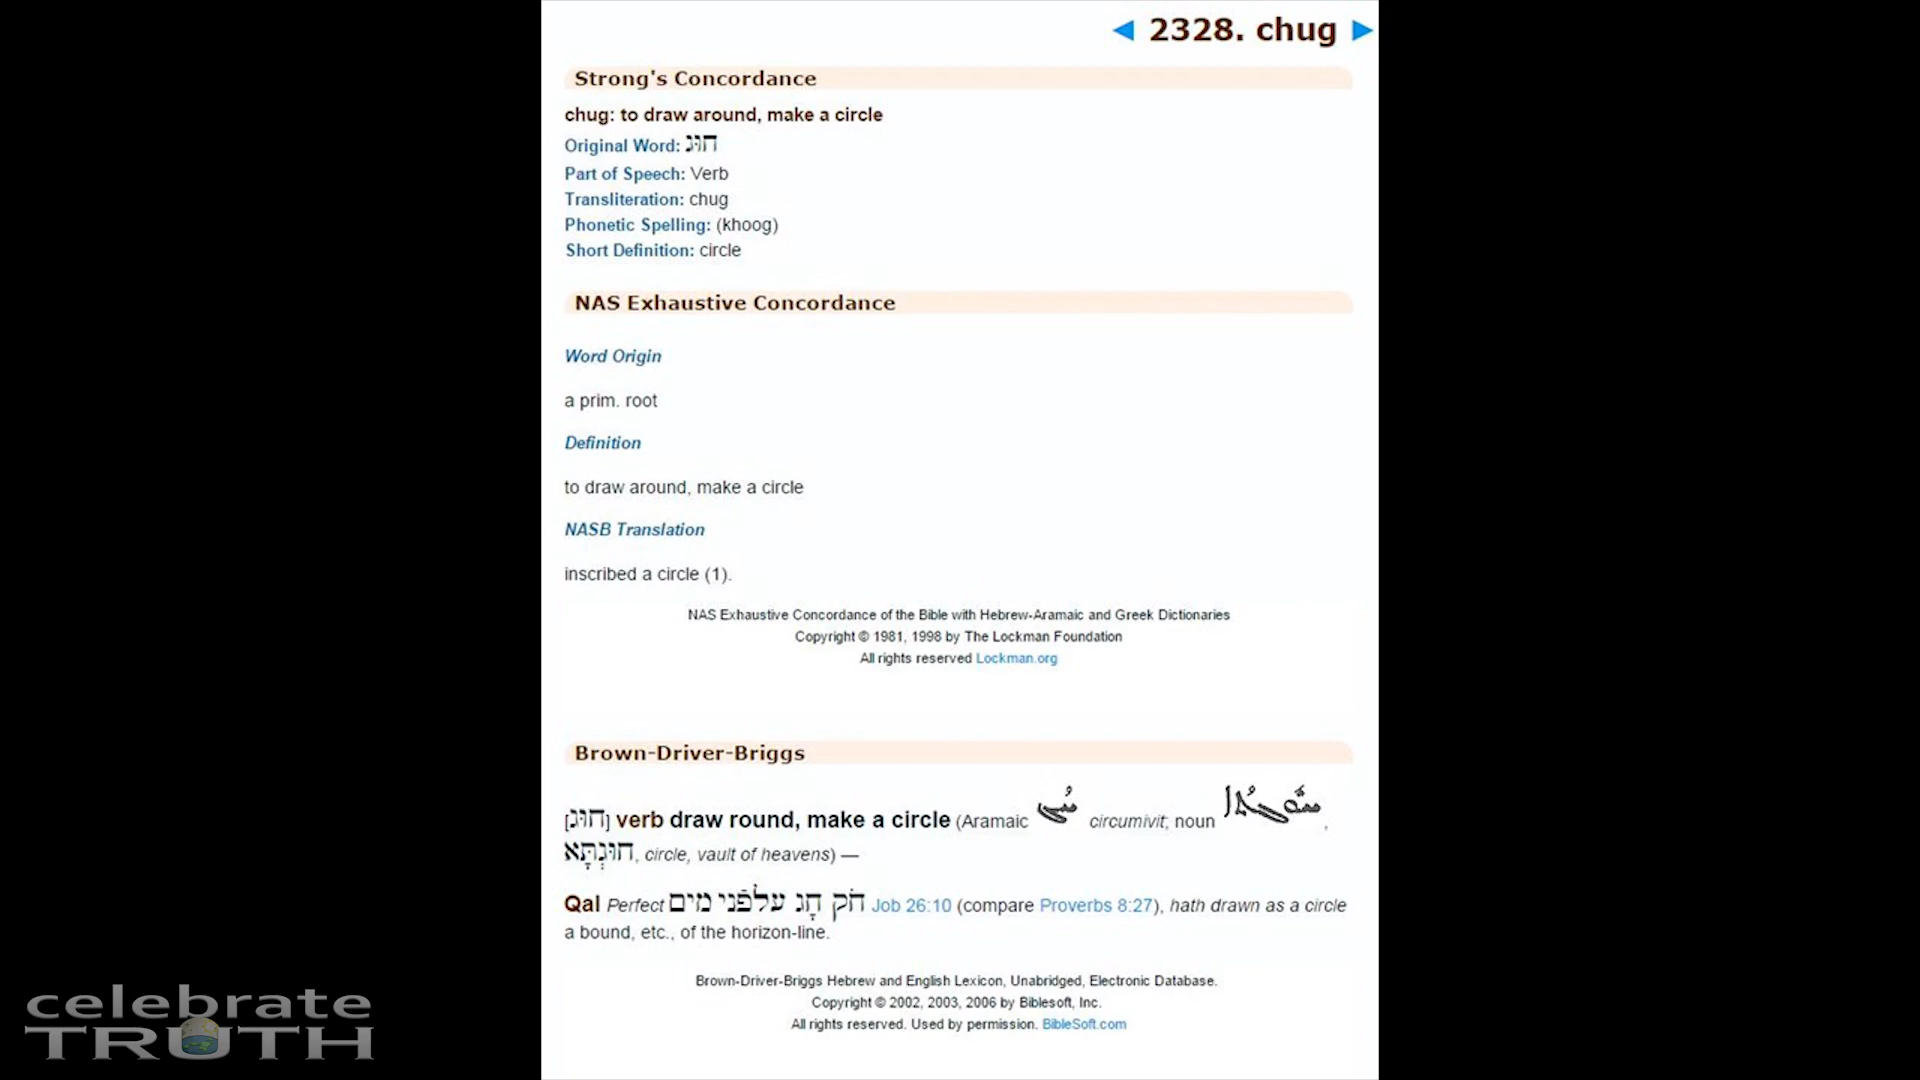 ◄ 2328. chug ►
Strong's Concordance
chug: to draw around, make a circle
Original Word: חוּג
Part of Speech: Verb
Transliteration: chug
Phonetic Spelling: (khoog)
Short Definition: circle
NAS Exhaustive Concordance
Word Origin
a prim. root
Definition
to draw around, make a circle
NASB Translation
inscribed a circle (1).
NAS Exhaustive Concordance of the Bible with Hebrew-Aramaic and Greek Dictionaries
Copyright © 1981, 1998 by The Lockman Foundation
All rights reserved Lockman.org
Brown-Driver-Briggs
[חוּג] verb draw round, make a circle (Aramaic circumivit; noun ,
חוּגְתָּא, circle, vault of heavens) —
Qal Perfect חֹק חָג עלפְּֿני מים Job 26:10 (compare Proverbs 8:27), hath drawn as a circle
a bound, etc., of the horizon-line.
Brown-Driver-Briggs Hebrew and English Lexicon, Unabridged, Electronic Database.
Copyright © 2002, 2003, 2006 by Biblesoft, Inc.
All rights reserved. Used by permission. BibleSoft.com
celebrate
TRUTH